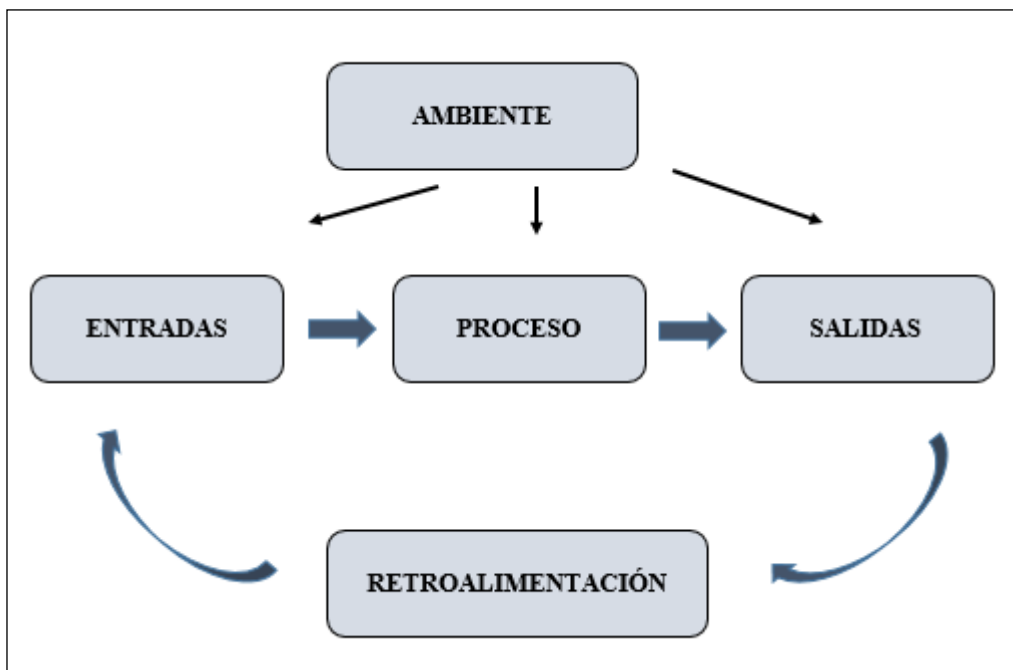 AMBIENTE
ENTRADAS
PROCESO
SALIDAS
RETROALIMENTACIÓN